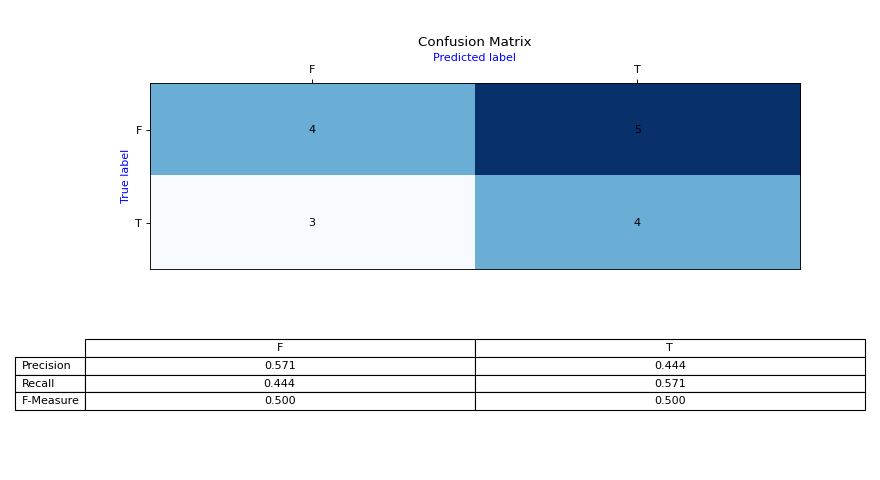 Confusion Matrix
Predicted label
F T
F 4 5
True label
T 3 4
F T
Precision 0.571 0.444
Recall 0.444 0.571
F-Measure 0.500 0.500